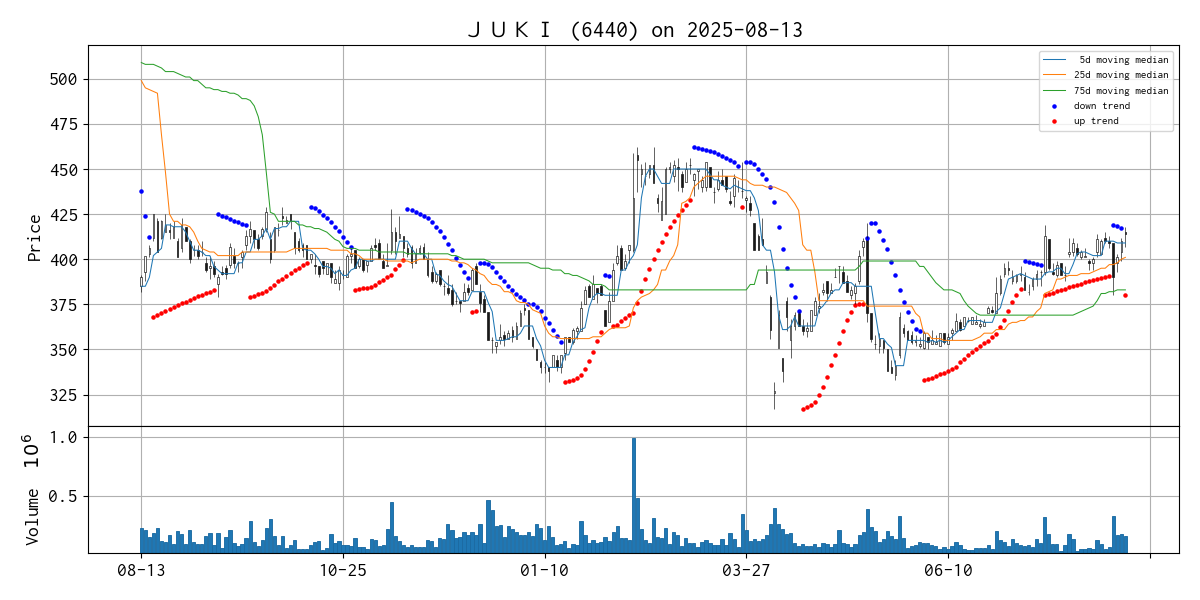 ＪＵＫＩ (6440) on 2025-08-13
5d moving median
25d moving median
75d moving median
down trend
up trend
Price
500
475
450
425
400
375
350
325
Volume 10^6
1.0
0.5
08-13
10-25
01-10
03-27
06-10